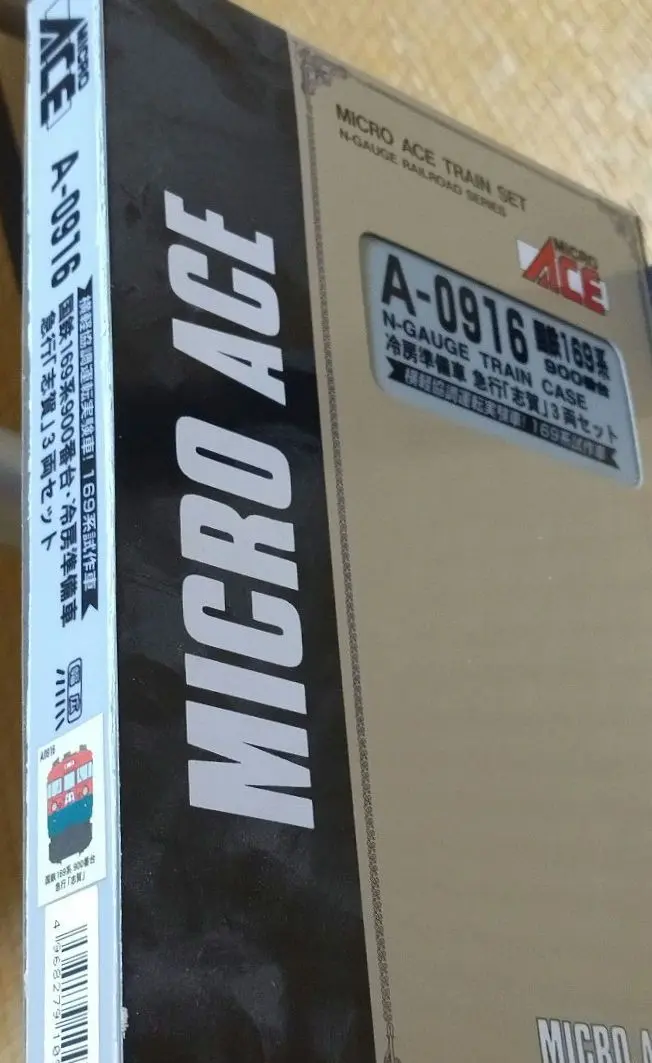 MICRO
ACE
A-0916
横軽協調運転実験車! 169系試作車
国鉄169系900番台・冷房準備車
急行「志賀」3両セット
A0916
国鉄169系 900番台
急行「志賀」
4 968279 10
MICRO ACE
MICRO ACE TRAIN SET
N-GAUGE RAILROAD SERIES
MICRO
ACE
A-0916 国鉄169系
900番台
N-GAUGE TRAIN CASE
冷房準備車 急行「志賀」3両セット
横軽協調運転実験車! 169系試作車
MICRO A